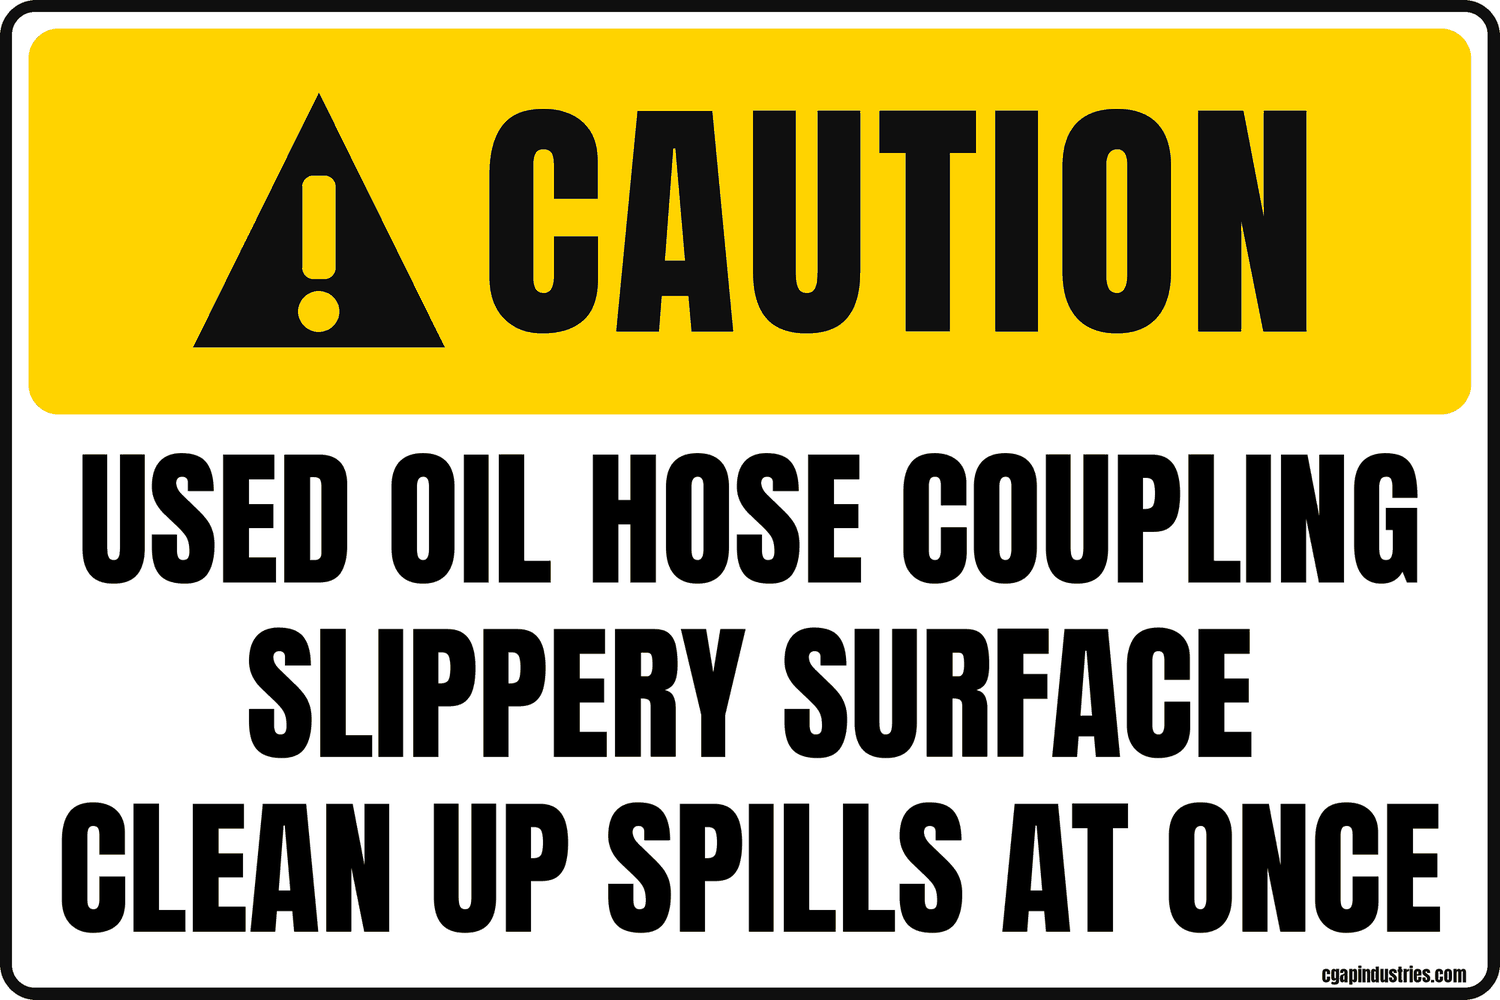 CAUTION
USED OIL HOSE COUPLING
SLIPPERY SURFACE
CLEAN UP SPILLS AT ONCE
cgapindustries.com